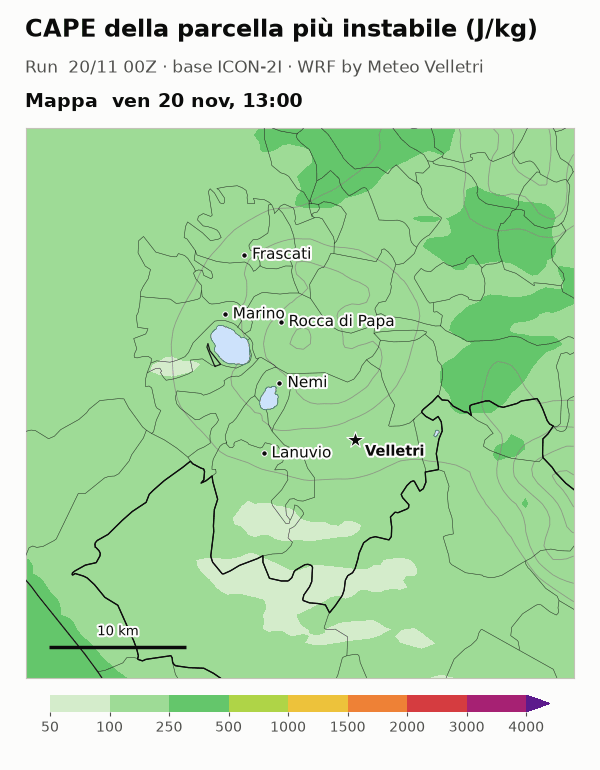 CAPE della parcella più instabile (J/kg)
Run  20/11 00Z · base ICON-2I · WRF by Meteo Velletri
Mappa  ven 20 nov, 13:00
Frascati
Marino
Rocca di Papa
Nemi
Velletri
Lanuvio
10 km
50 100 250 500 1000 1500 2000 3000 4000